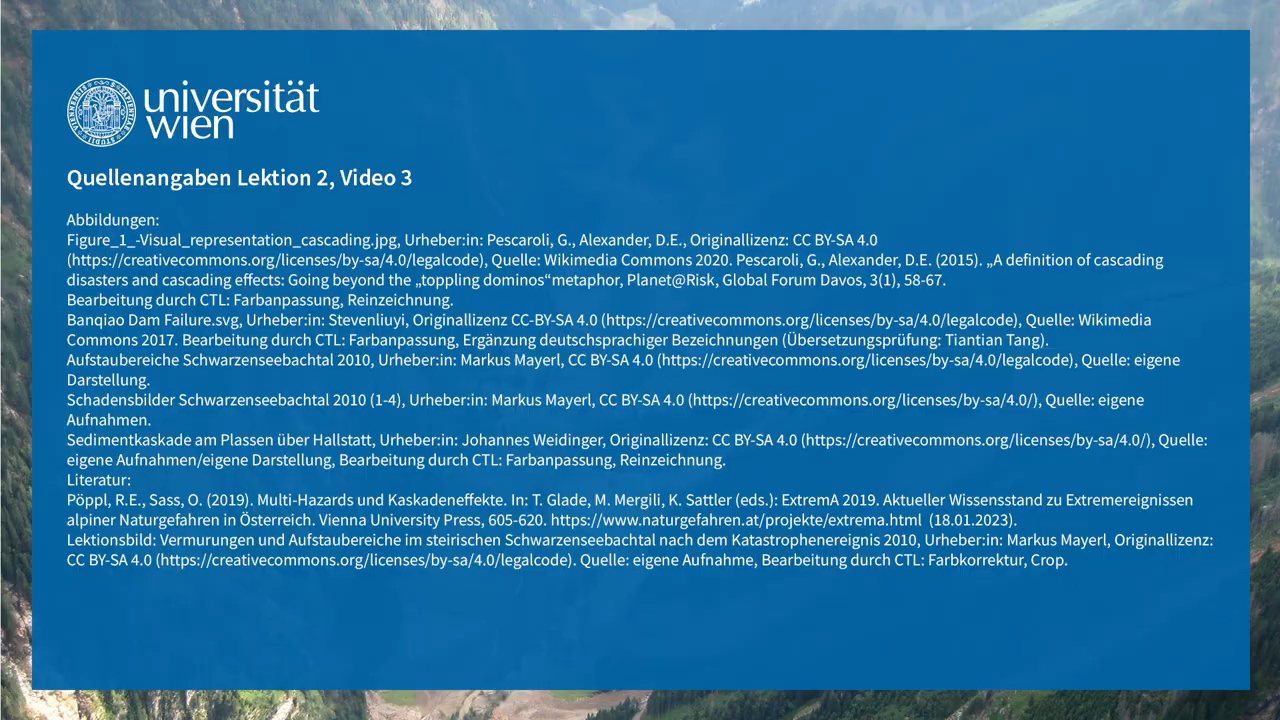 universität
wien
Quellenangaben Lektion 2, Video 3
Abbildungen:
Figure_1_-Visual_representation_cascading.jpg, Urheber:in: Pescaroli, G., Alexander, D.E., Originallizenz: CC BY-SA 4.0
(https://creativecommons.org/licenses/by-sa/4.0/legalcode), Quelle: Wikimedia Commons 2020. Pescaroli, G., Alexander, D.E. (2015). „A definition of cascading
disasters and cascading effects: Going beyond the „toppling dominos“metaphor, Planet@Risk, Global Forum Davos, 3(1), 58-67.
Bearbeitung durch CTL: Farbanpassung, Reinzeichnung.
Banqiao Dam Failure.svg, Urheber:in: Stevenliuyi, Originallizenz CC-BY-SA 4.0 (https://creativecommons.org/licenses/by-sa/4.0/legalcode), Quelle: Wikimedia
Commons 2017. Bearbeitung durch CTL: Farbanpassung, Ergänzung deutschsprachiger Bezeichnungen (Übersetzungsprüfung: Tiantian Tang).
Aufstaubereiche Schwarzenseebachtal 2010, Urheber:in: Markus Mayerl, CC BY-SA 4.0 (https://creativecommons.org/licenses/by-sa/4.0/legalcode), Quelle: eigene
Darstellung.
Schadensbilder Schwarzenseebachtal 2010 (1-4), Urheber:in: Markus Mayerl, CC BY-SA 4.0 (https://creativecommons.org/licenses/by-sa/4.0/), Quelle: eigene
Aufnahmen.
Sedimentkaskade am Plassen über Hallstatt, Urheber:in: Johannes Weidinger, Originallizenz: CC BY-SA 4.0 (https://creativecommons.org/licenses/by-sa/4.0/), Quelle:
eigene Aufnahmen/eigene Darstellung, Bearbeitung durch CTL: Farbanpassung, Reinzeichnung.
Literatur:
Pöppl, R.E., Sass, O. (2019). Multi-Hazards und Kaskadeneffekte. In: T. Glade, M. Mergili, K. Sattler (eds.): ExtremA 2019. Aktueller Wissensstand zu Extremereignissen
alpiner Naturgefahren in Österreich. Vienna University Press, 605-620. https://www.naturgefahren.at/projekte/extrema.html (18.01.2023).
Lektionsbild: Vermurungen und Aufstaubereiche im steirischen Schwarzenseebachtal nach dem Katastrophenereignis 2010, Urheber:in: Markus Mayerl, Originallizenz:
CC BY-SA 4.0 (https://creativecommons.org/licenses/by-sa/4.0/legalcode). Quelle: eigene Aufnahme, Bearbeitung durch CTL: Farbkorrektur, Crop.